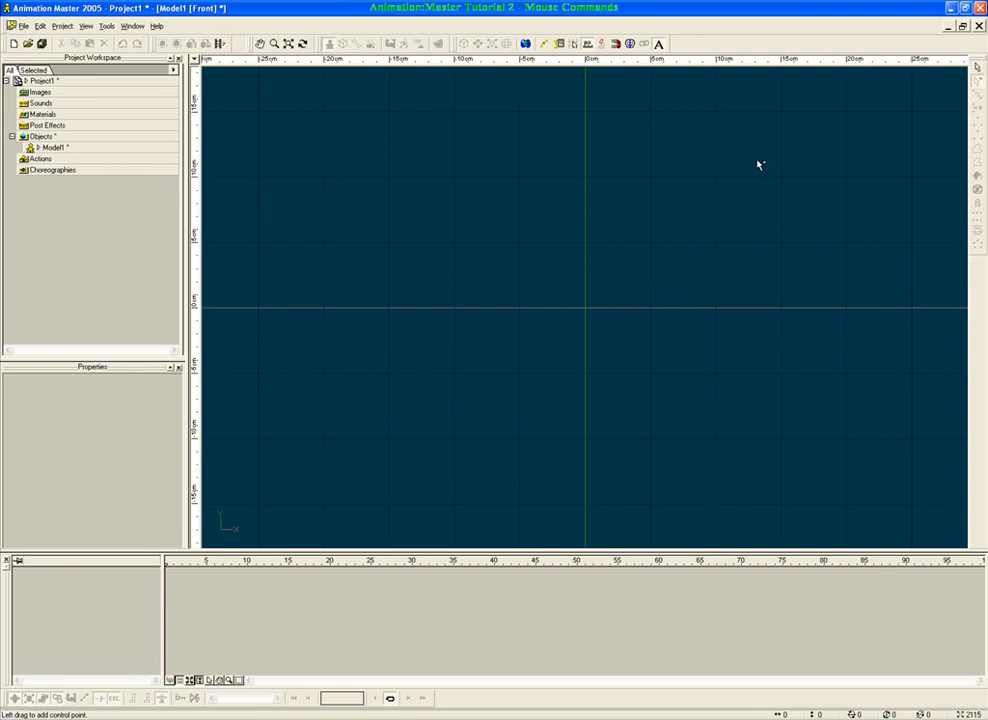 Animation Master 2005 - Project1 * - [Model1 [Front] *]
Animation:Master Tutorial 2 - Mouse Commands
File Edit Project View Tools Window Help
Project Workspace
All Selected
Project1 *
Images
Sounds
Materials
Post Effects
Objects *
Model1 *
Actions
Choreographies
Properties
-25cm -20cm -15cm -10cm -5cm 0cm 5cm 10cm 15cm 20cm 25cm
15cm
10cm
5cm
0cm
-5cm
-10cm
-15cm
Y
X
5 10 15 20 25 30 35 40 45 50 55 60 65 70 75 80 85 90 95
Left drag to add control point.
0 0 0 0 0 2115